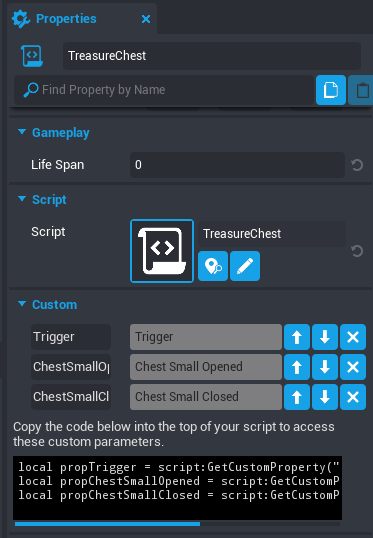 Properties
TreasureChest
Find Property by Name
Gameplay
Life Span 0
Script
Script TreasureChest
Custom
Trigger Trigger
ChestSmallO Chest Small Opened
ChestSmallCl Chest Small Closed
Copy the code below into the top of your script to access
these custom parameters.
local propTrigger = script:GetCustomProperty("
local propChestSmallOpened = script:GetCustomP
local propChestSmallClosed = script:GetCustomP